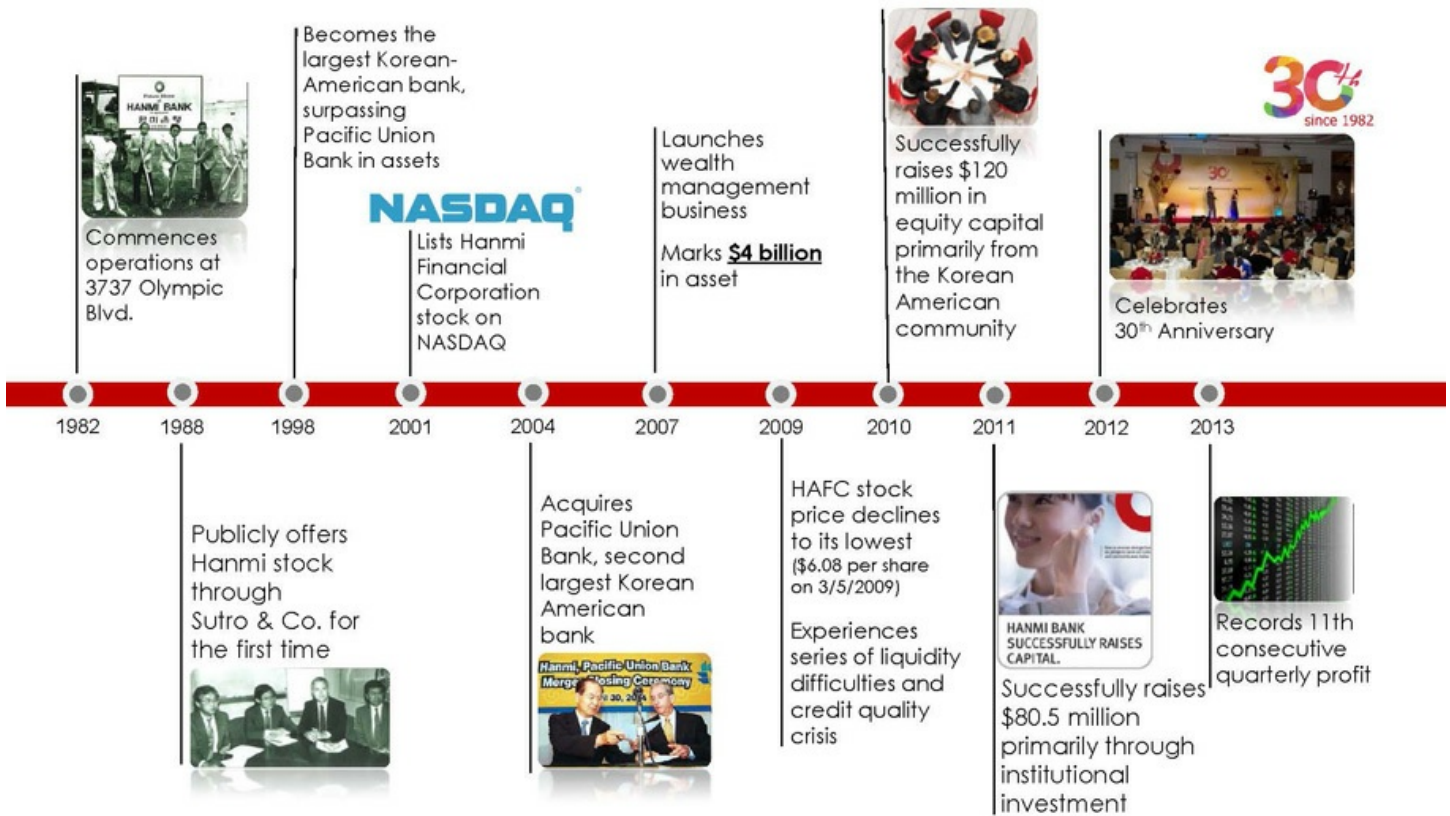 HANMI BANK
Commences
operations at
3737 Olympic
Blvd.
Becomes the
largest Korean-
American bank,
surpassing
Pacific Union
Bank in assets
NASDAQ®
Lists Hanmi
Financial
Corporation
stock on
NASDAQ
Launches
wealth
management
business
Marks $4 billion
in asset
Successfully
raises $120
million in
equity capital
primarily from
the Korean
American
community
30th
since 1982
30
Celebrates
30th Anniversary
1982
1988
1998
2001
2004
2007
2009
2010
2011
2012
2013
Publicly offers
Hanmi stock
through
Sutro & Co. for
the first time
Acquires
Pacific Union
Bank, second
largest Korean
American
bank
Hanmi, Pacific Union Bank
Merger Closing Ceremony
30, 2004
HAFC stock
price declines
to its lowest
($6.08 per share
on 3/5/2009)
Experiences
series of liquidity
difficulties and
credit quality
crisis
HANMI BANK
SUCCESSFULLY RAISES
CAPITAL.
Successfully raises
$80.5 million
primarily through
institutional
investment
Records 11th
consecutive
quarterly profit